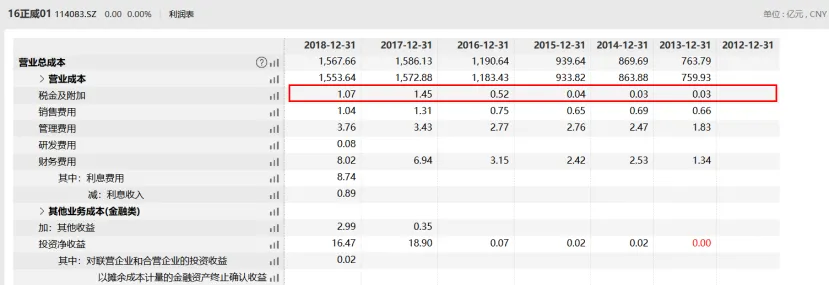 16正威01 114083.SZ 0.00 0.00% 利润表 单位 : 亿元 , CNY
2018-12-31 2017-12-31 2016-12-31 2015-12-31 2014-12-31 2013-12-31 2012-12-31
营业总成本 ? 1,567.66 1,586.13 1,190.64 939.64 869.69 763.79
> 营业成本 1,553.64 1,572.88 1,183.43 933.82 863.88 759.93
税金及附加 1.07 1.45 0.52 0.04 0.03 0.03
销售费用 1.04 1.31 0.75 0.65 0.69 0.66
管理费用 3.76 3.43 2.77 2.76 2.47 1.83
研发费用 0.08
财务费用 8.02 6.94 3.15 2.42 2.53 1.34
其中：利息费用 8.74
减：利息收入 0.89
> 其他业务成本(金融类)
加：其他收益 2.99 0.35
投资净收益 16.47 18.90 0.07 0.02 0.02 0.00
其中：对联营企业和合营企业的投资收益 0.02
以摊余成本计量的金融资产终止确认收益